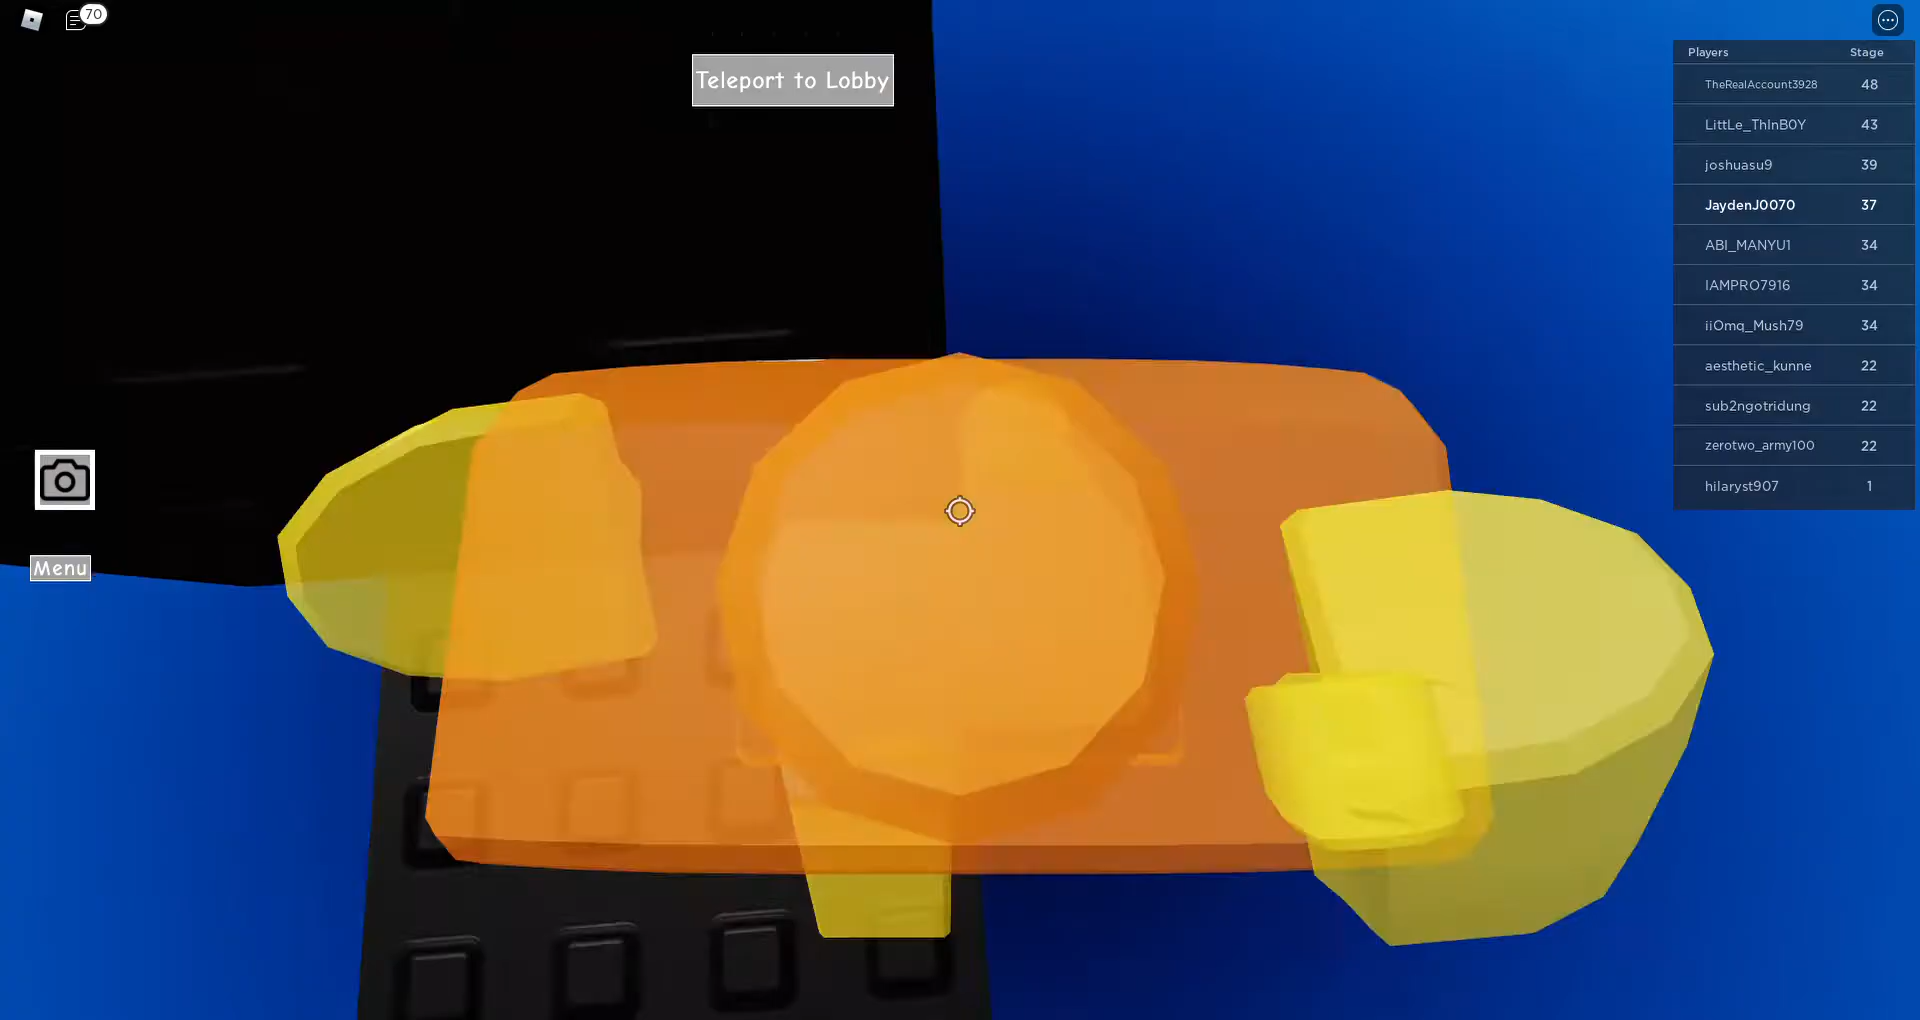 70
Teleport to Lobby
Players Stage
TheRealAccount3928 48
LittLe_ThInB0Y 43
joshuasu9 39
JaydenJ0070 37
ABI_MANYU1 34
IAMPRO7916 34
iiOmq_Mush79 34
aesthetic_kunne 22
sub2ngotridung 22
zerotwo_army100 22
hilaryst907 1
Menu